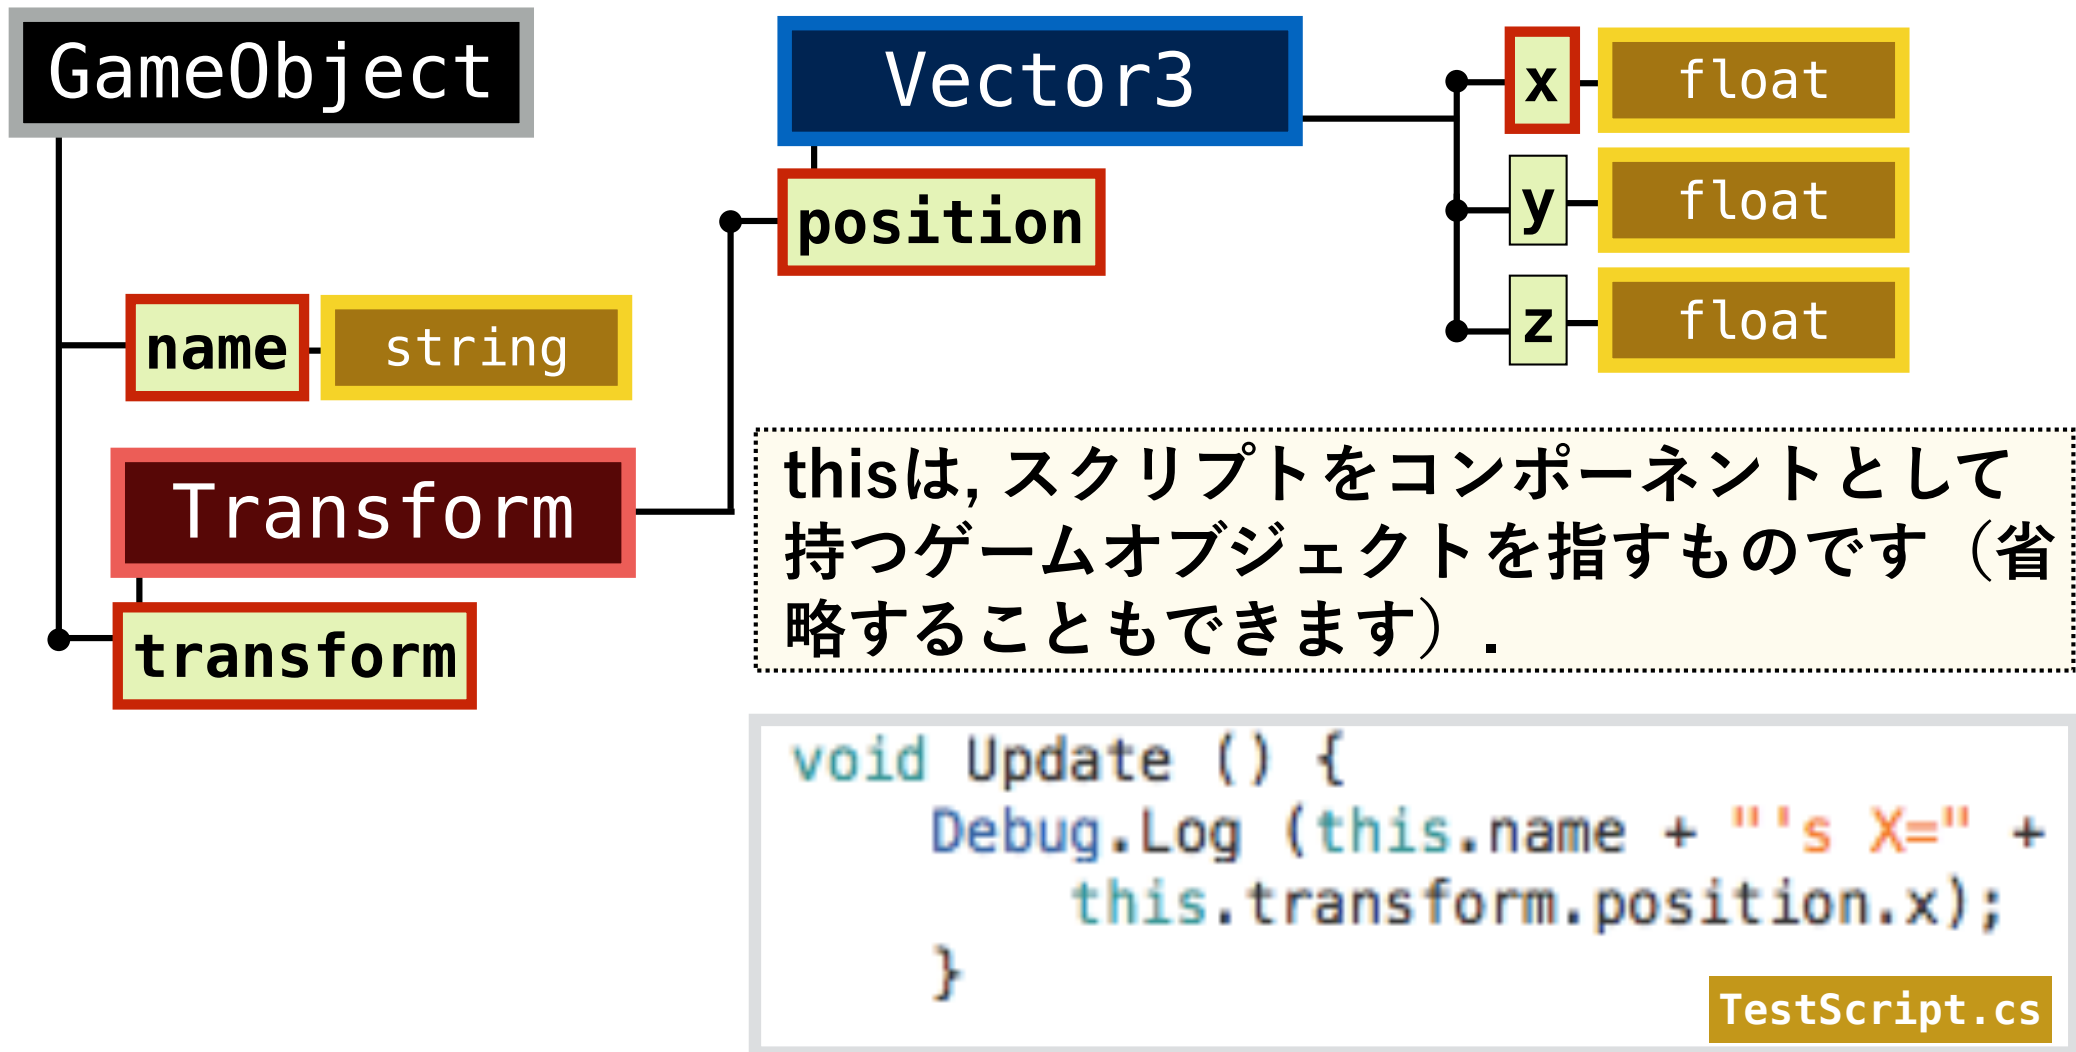 GameObject
name
string
Transform
transform
Vector3
position
x
float
y
float
z
float
thisは, スクリプトをコンポーネントとして
持つゲームオブジェクトを指すものです（省
略することもできます）.
void Update () {
Debug.Log (this.name + "'s X=" +
this.transform.position.x);
}
TestScript.cs